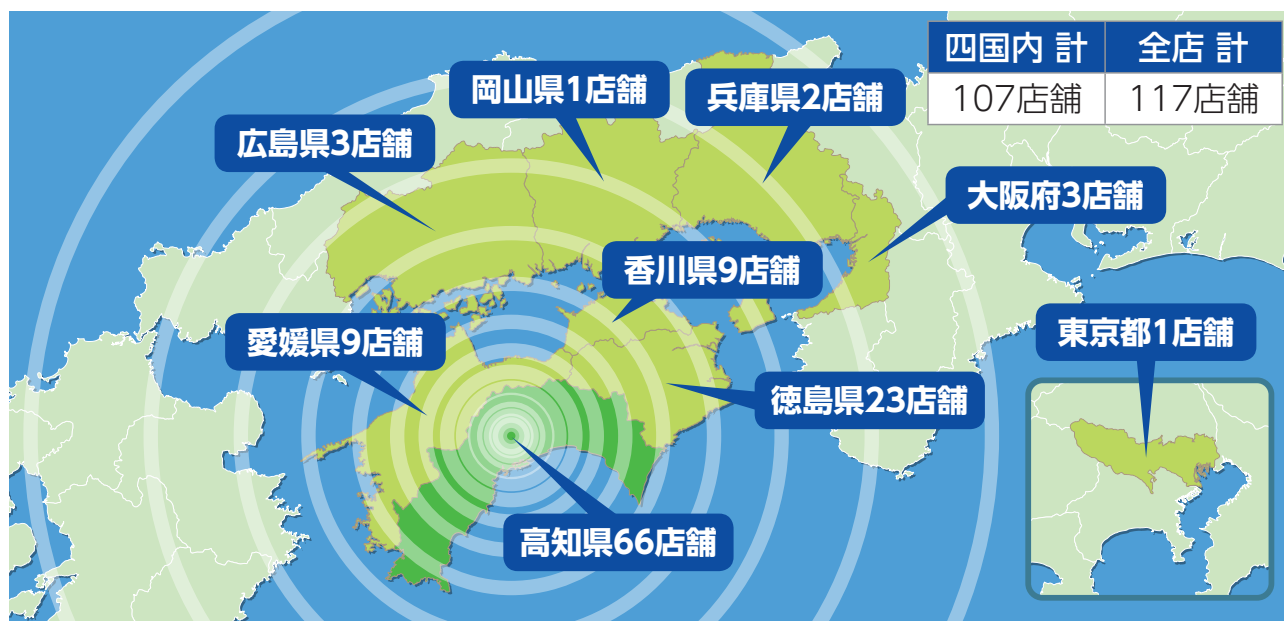 四国内 計 全店 計
107店舗 117店舗
岡山県1店舗
兵庫県2店舗
広島県3店舗
大阪府3店舗
香川県9店舗
愛媛県9店舗
東京都1店舗
徳島県23店舗
高知県66店舗